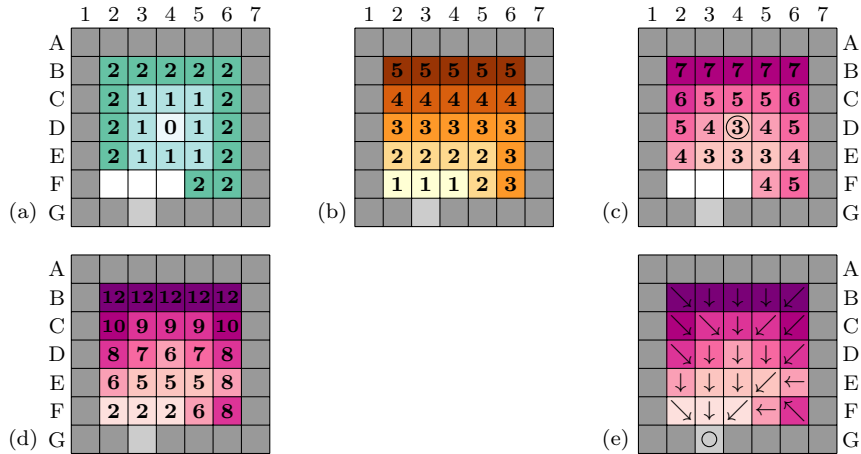 1 2 3 4 5 6 7 1 2 3 4 5 6 7 1 2 3 4 5 6 7
A A
B 2 2 2 2 2 5 5 5 5 5 7 7 7 7 7 B
C 2 1 1 1 2 4 4 4 4 4 6 5 5 5 6 C
D 2 1 0 1 2 3 3 3 3 3 5 4 3 4 5 D
E 2 1 1 1 2 2 2 2 2 3 4 3 3 3 4 E
F 2 2 1 1 1 2 3 4 5 F
(a) G (b) (c) G
A A
B 12 12 12 12 12 ↘ ↓ ↓ ↓ ↙ B
C 10 9 9 9 10 ↘ ↘ ↓ ↙ ↙ C
D 8 7 6 7 8 ↘ ↓ ↓ ↓ ↙ D
E 6 5 5 5 8 ↓ ↓ ↓ ↙ ← E
F 2 2 2 6 8 ↘ ↓ ↙ ← ↖ F
(d) G (e) ○ G